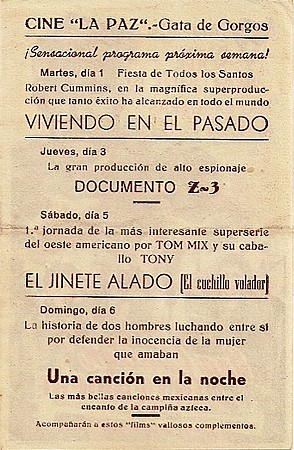 CINE "LA PAZ".-Gata de Gorgos
¡Sensacional programa próxima semana!
Martes, día 1 Fiesta de Todos los Santos
Robert Cummins, en la magnífica superproduc-
ción que tanto éxito ha alcanzado en todo el mundo
VIVIENDO EN EL PASADO
Jueves, día 3
La gran producción de alto espionaje
DOCUMENTO Z-3
Sábado, día 5
1.ª jornada de la más interesante superserie
del oeste americano por TOM MIX y su caba-
llo TONY
EL JINETE ALADO (El cuchillo volador)
Domingo, día 6
La historia de dos hombres luchando entre sí
por defender la inocencia de la mujer
que amaban
Una canción en la noche
Las más bellas canciones mexicanas entre el
encanto de la campiña azteca.
Acompañarán a estos "films" valiosos complementos.